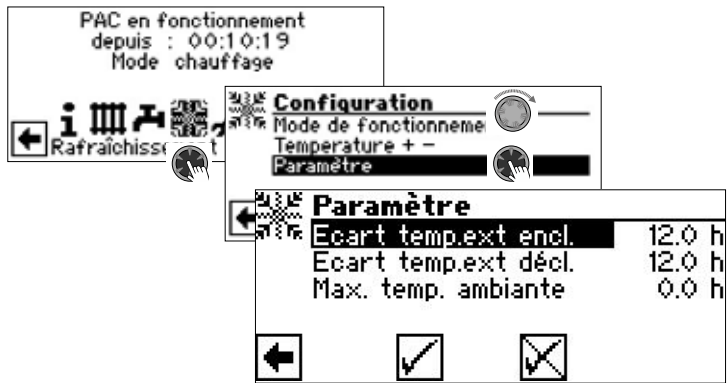 PAC en fonctionnement
depuis : 00:10:19
Mode chauffage
Rafraîchissement
Configuration
Mode de fonctionneme
Temperature + −
Paramètre
Paramètre
Ecart temp.ext encl. 12.0 h
Ecart temp.ext décl. 12.0 h
Max. temp. ambiante 0.0 h